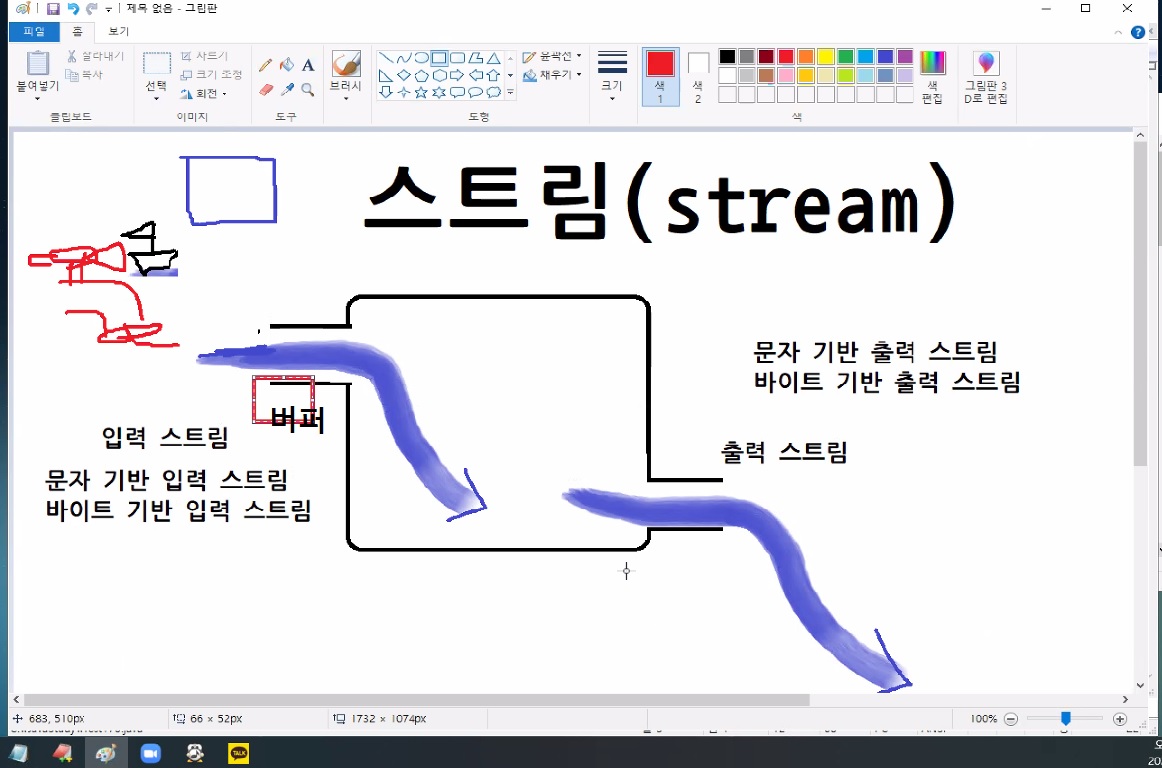 제목 없음 - 그림판
파일 홈 보기
붙여넣기
잘라내기
복사
클립보드
선택
자르기
크기 조정
회전
이미지
A
도구
브러시
윤곽선
채우기
도형
크기
색
1
색
2
색
편집
색
그림판 3
D로 편집
스트림(stream)
문자 기반 출력 스트림
바이트 기반 출력 스트림
버퍼
입력 스트림
출력 스트림
문자 기반 입력 스트림
바이트 기반 입력 스트림
683, 510px 66 × 52px 1732 × 1074px 100%
TALK